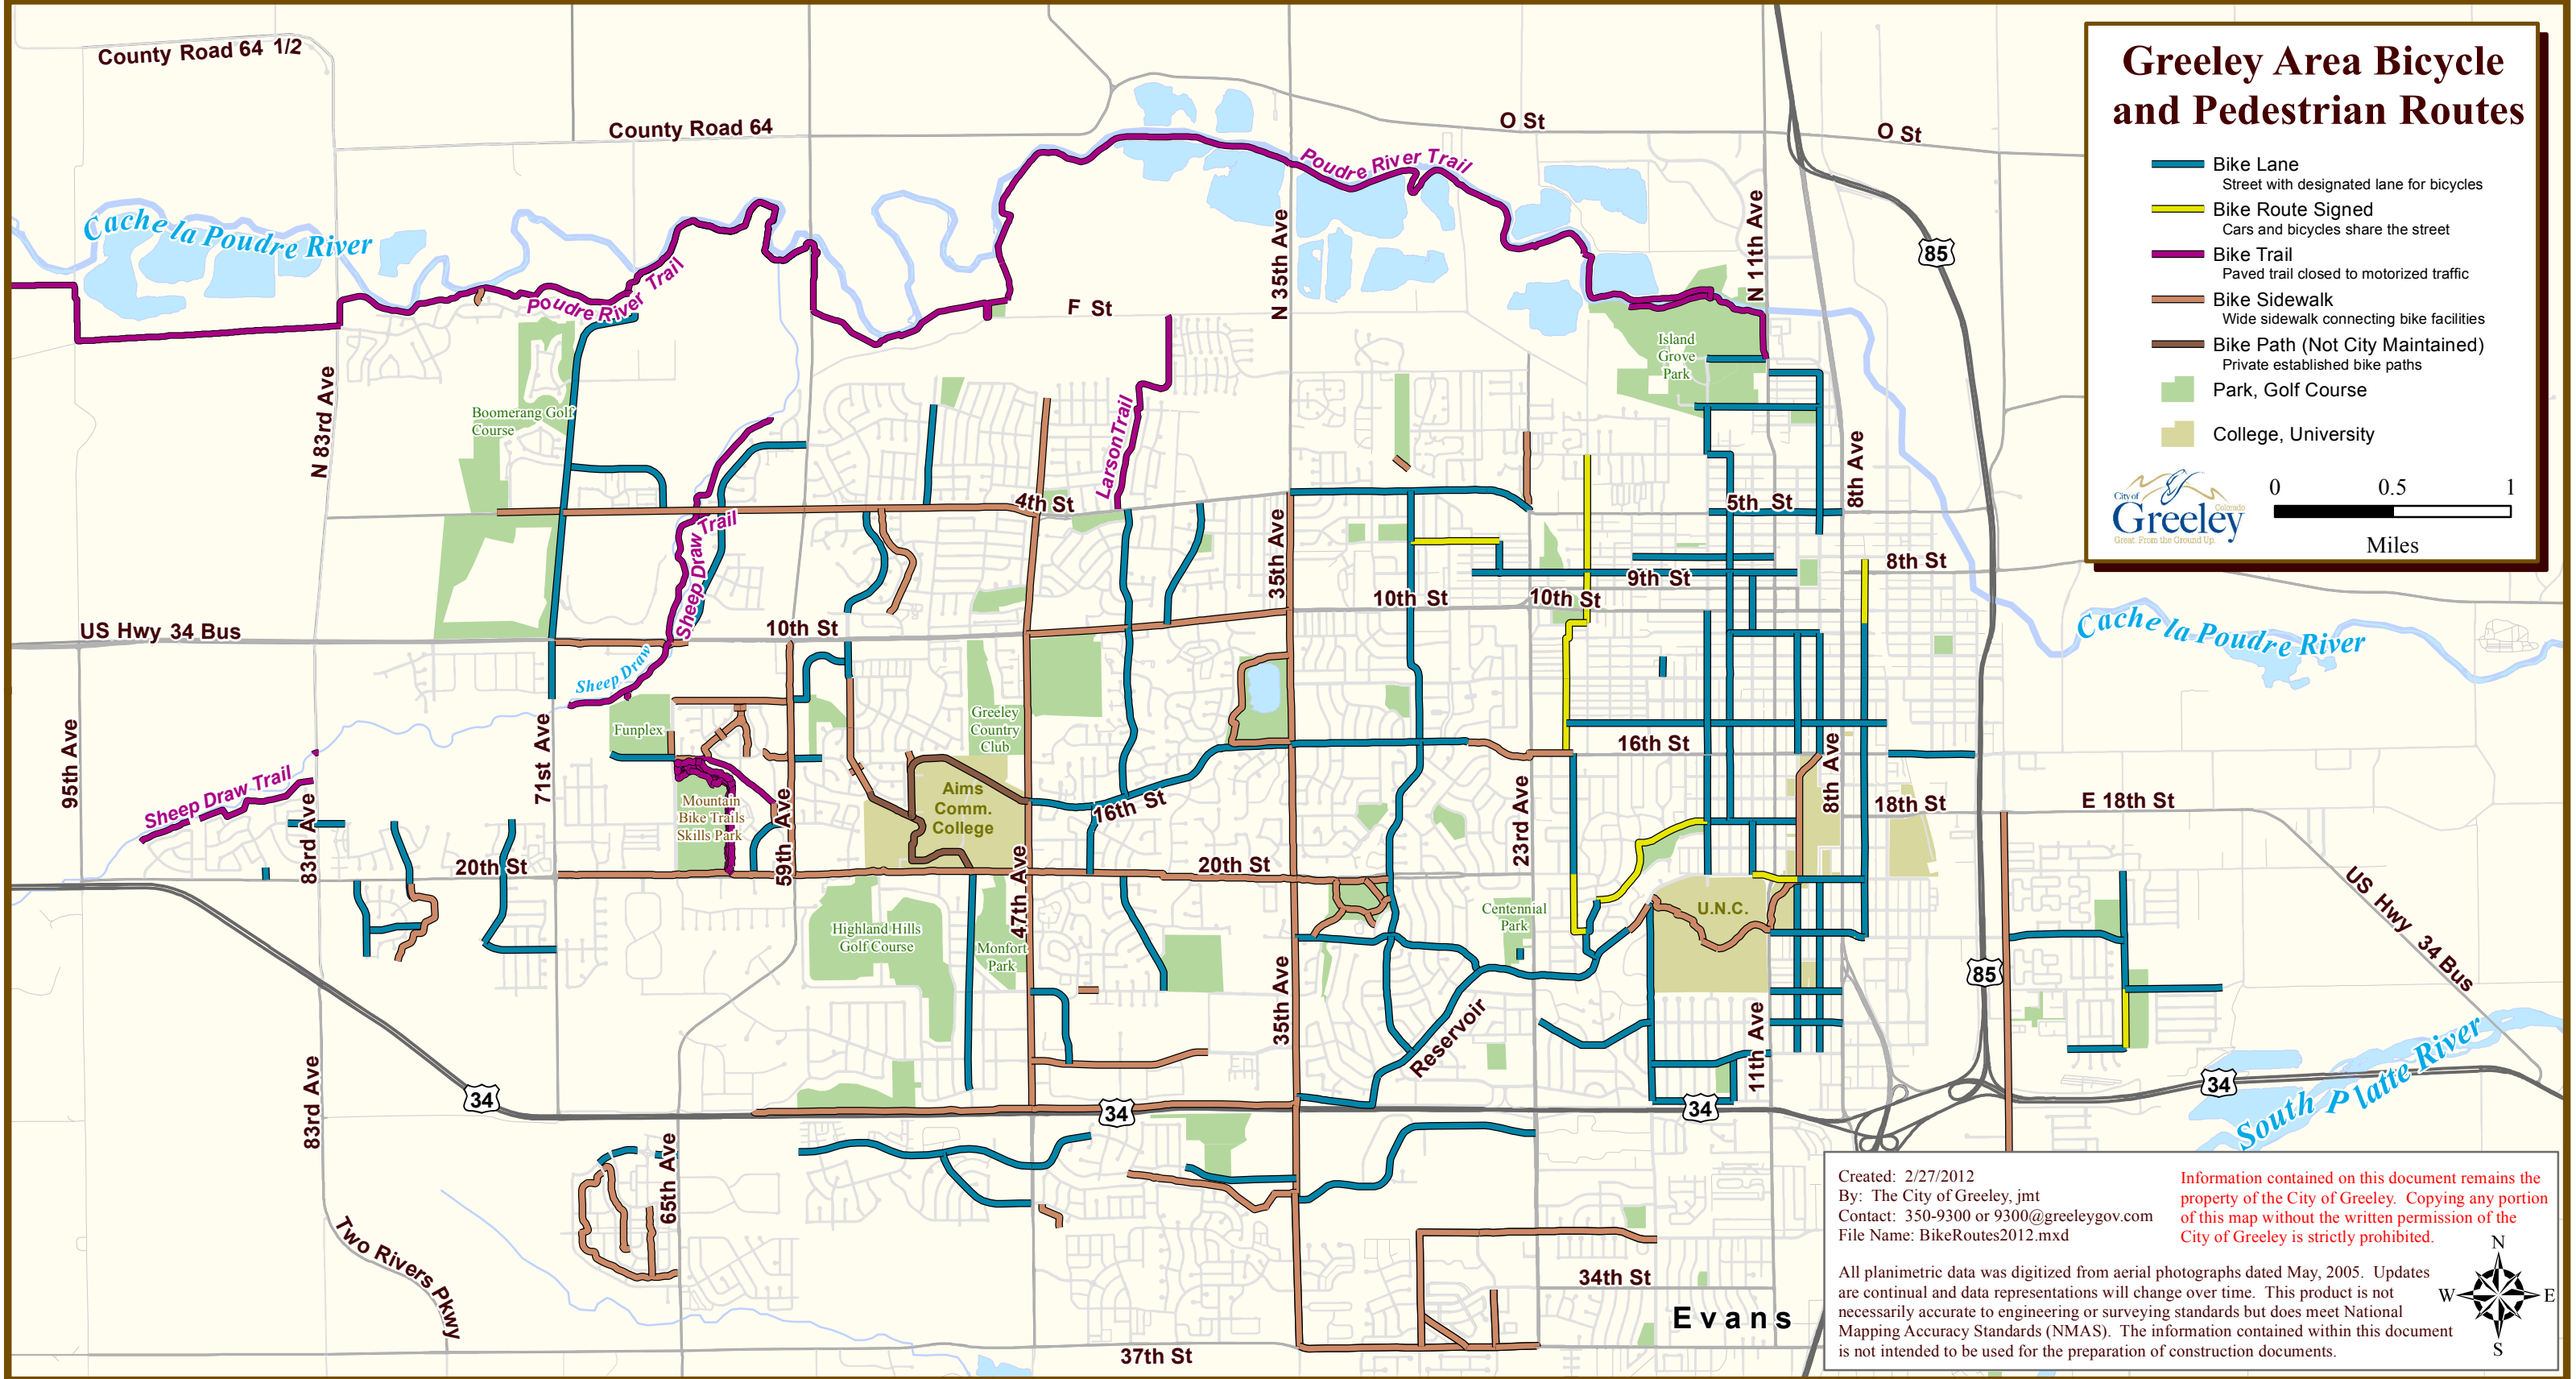 Greeley Area Bicycle
and Pedestrian Routes
Bike Lane
Street with designated lane for bicycles
Bike Route Signed
Cars and bicycles share the street
Bike Trail
Paved trail closed to motorized traffic
Bike Sidewalk
Wide sidewalk connecting bike facilities
Bike Path (Not City Maintained)
Private established bike paths
Park, Golf Course
College, University
City of
Greeley
Colorado
Great. From the Ground Up.
0 0.5 1
Miles
County Road 64 1/2
County Road 64
O St
O St
Poudre River Trail
Cache la Poudre River
Poudre River Trail
N 35th Ave
N 11th Ave
85
F St
Island
Grove
Park
N 83rd Ave
Boomerang Golf
Course
Larson Trail
4th St
8th Ave
5th St
35th Ave
Sheep Draw Trail
8th St
9th St
10th St
10th St
US Hwy 34 Bus
10th St
Cache la Poudre River
Sheep Draw
Funplex
Greeley
Country
Club
95th Ave
71st Ave
16th St
8th Ave
Sheep Draw Trail
83rd Ave
Mountain
Bike Trails
Skills Park
59th Ave
Aims
Comm.
College
16th St
23rd Ave
18th St
E 18th St
20th St
47th Ave
20th St
US Hwy 34 Bus
Highland Hills
Golf Course
Monfort
Park
Centennial
Park
U.N.C.
35th Ave
Reservoir
11th Ave
85
83rd Ave
34
34
34
34
South Platte River
65th Ave
Two Rivers Pkwy
34th St
Evans
37th St
Created: 2/27/2012
By: The City of Greeley, jmt
Contact: 350-9300 or 9300@greeleygov.com
File Name: BikeRoutes2012.mxd
Information contained on this document remains the
property of the City of Greeley. Copying any portion
of this map without the written permission of the
City of Greeley is strictly prohibited.
All planimetric data was digitized from aerial photographs dated May, 2005. Updates
are continual and data representations will change over time. This product is not
necessarily accurate to engineering or surveying standards but does meet National
Mapping Accuracy Standards (NMAS). The information contained within this document
is not intended to be used for the preparation of construction documents.
N
W E
S